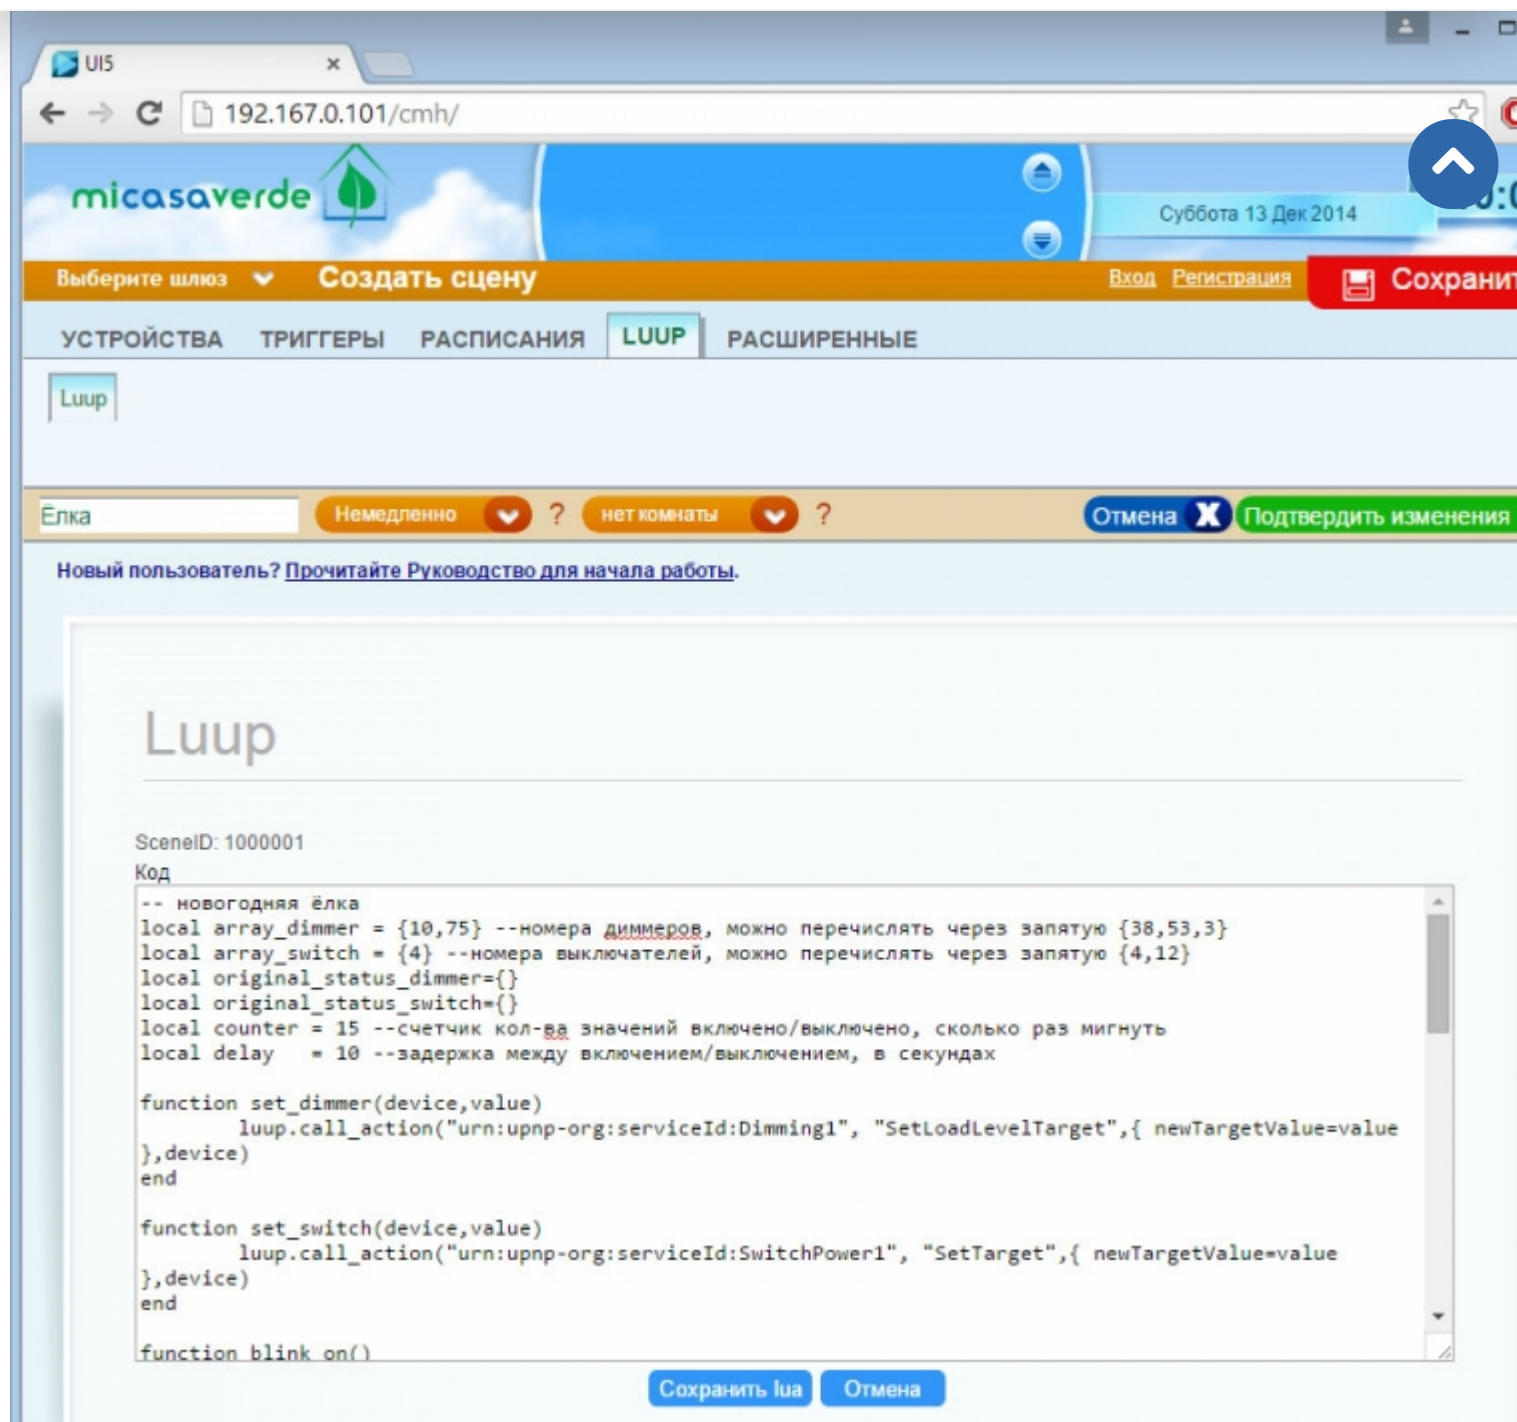 UI5
192.167.0.101/cmh/
micasaverde
Суббота 13 Дек 2014
Выберите шлюз
Создать сцену
Вход Регистрация
Сохранит
УСТРОЙСТВА ТРИГГЕРЫ РАСПИСАНИЯ LUUP РАСШИРЕННЫЕ
Luup
Ёлка
Немедленно ?
нет комнаты ?
Отмена X
Подтвердить изменения
Новый пользователь? Прочитайте Руководство для начала работы.
Luup
SceneID: 1000001
Код
-- новогодняя ёлка
local array_dimmer = {10,75} --номера диммеров, можно перечислять через запятую {38,53,3}
local array_switch = {4} --номера выключателей, можно перечислять через запятую {4,12}
local original_status_dimmer={}
local original_status_switch={}
local counter = 15 --счетчик кол-ва значений включено/выключено, сколько раз мигнуть
local delay   = 10 --задержка между включением/выключением, в секундах
function set_dimmer(device,value)
luup.call_action("urn:upnp-org:serviceId:Dimming1", "SetLoadLevelTarget",{ newTargetValue=value
},device)
end
function set_switch(device,value)
luup.call_action("urn:upnp-org:serviceId:SwitchPower1", "SetTarget",{ newTargetValue=value
},device)
end
function blink_on()
Сохранить lua
Отмена